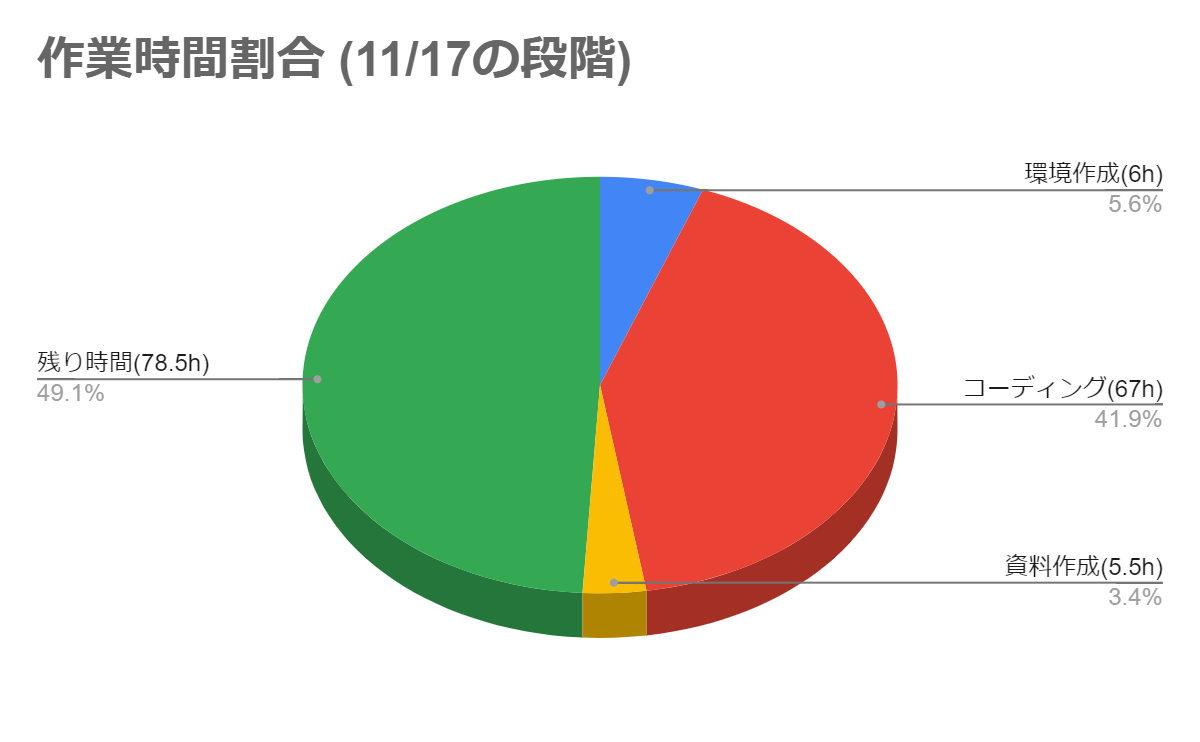 作業時間割合 (11/17の段階)
環境作成(6h)
5.6%
残り時間(78.5h)
49.1%
コーディング(67h)
41.9%
資料作成(5.5h)
3.4%